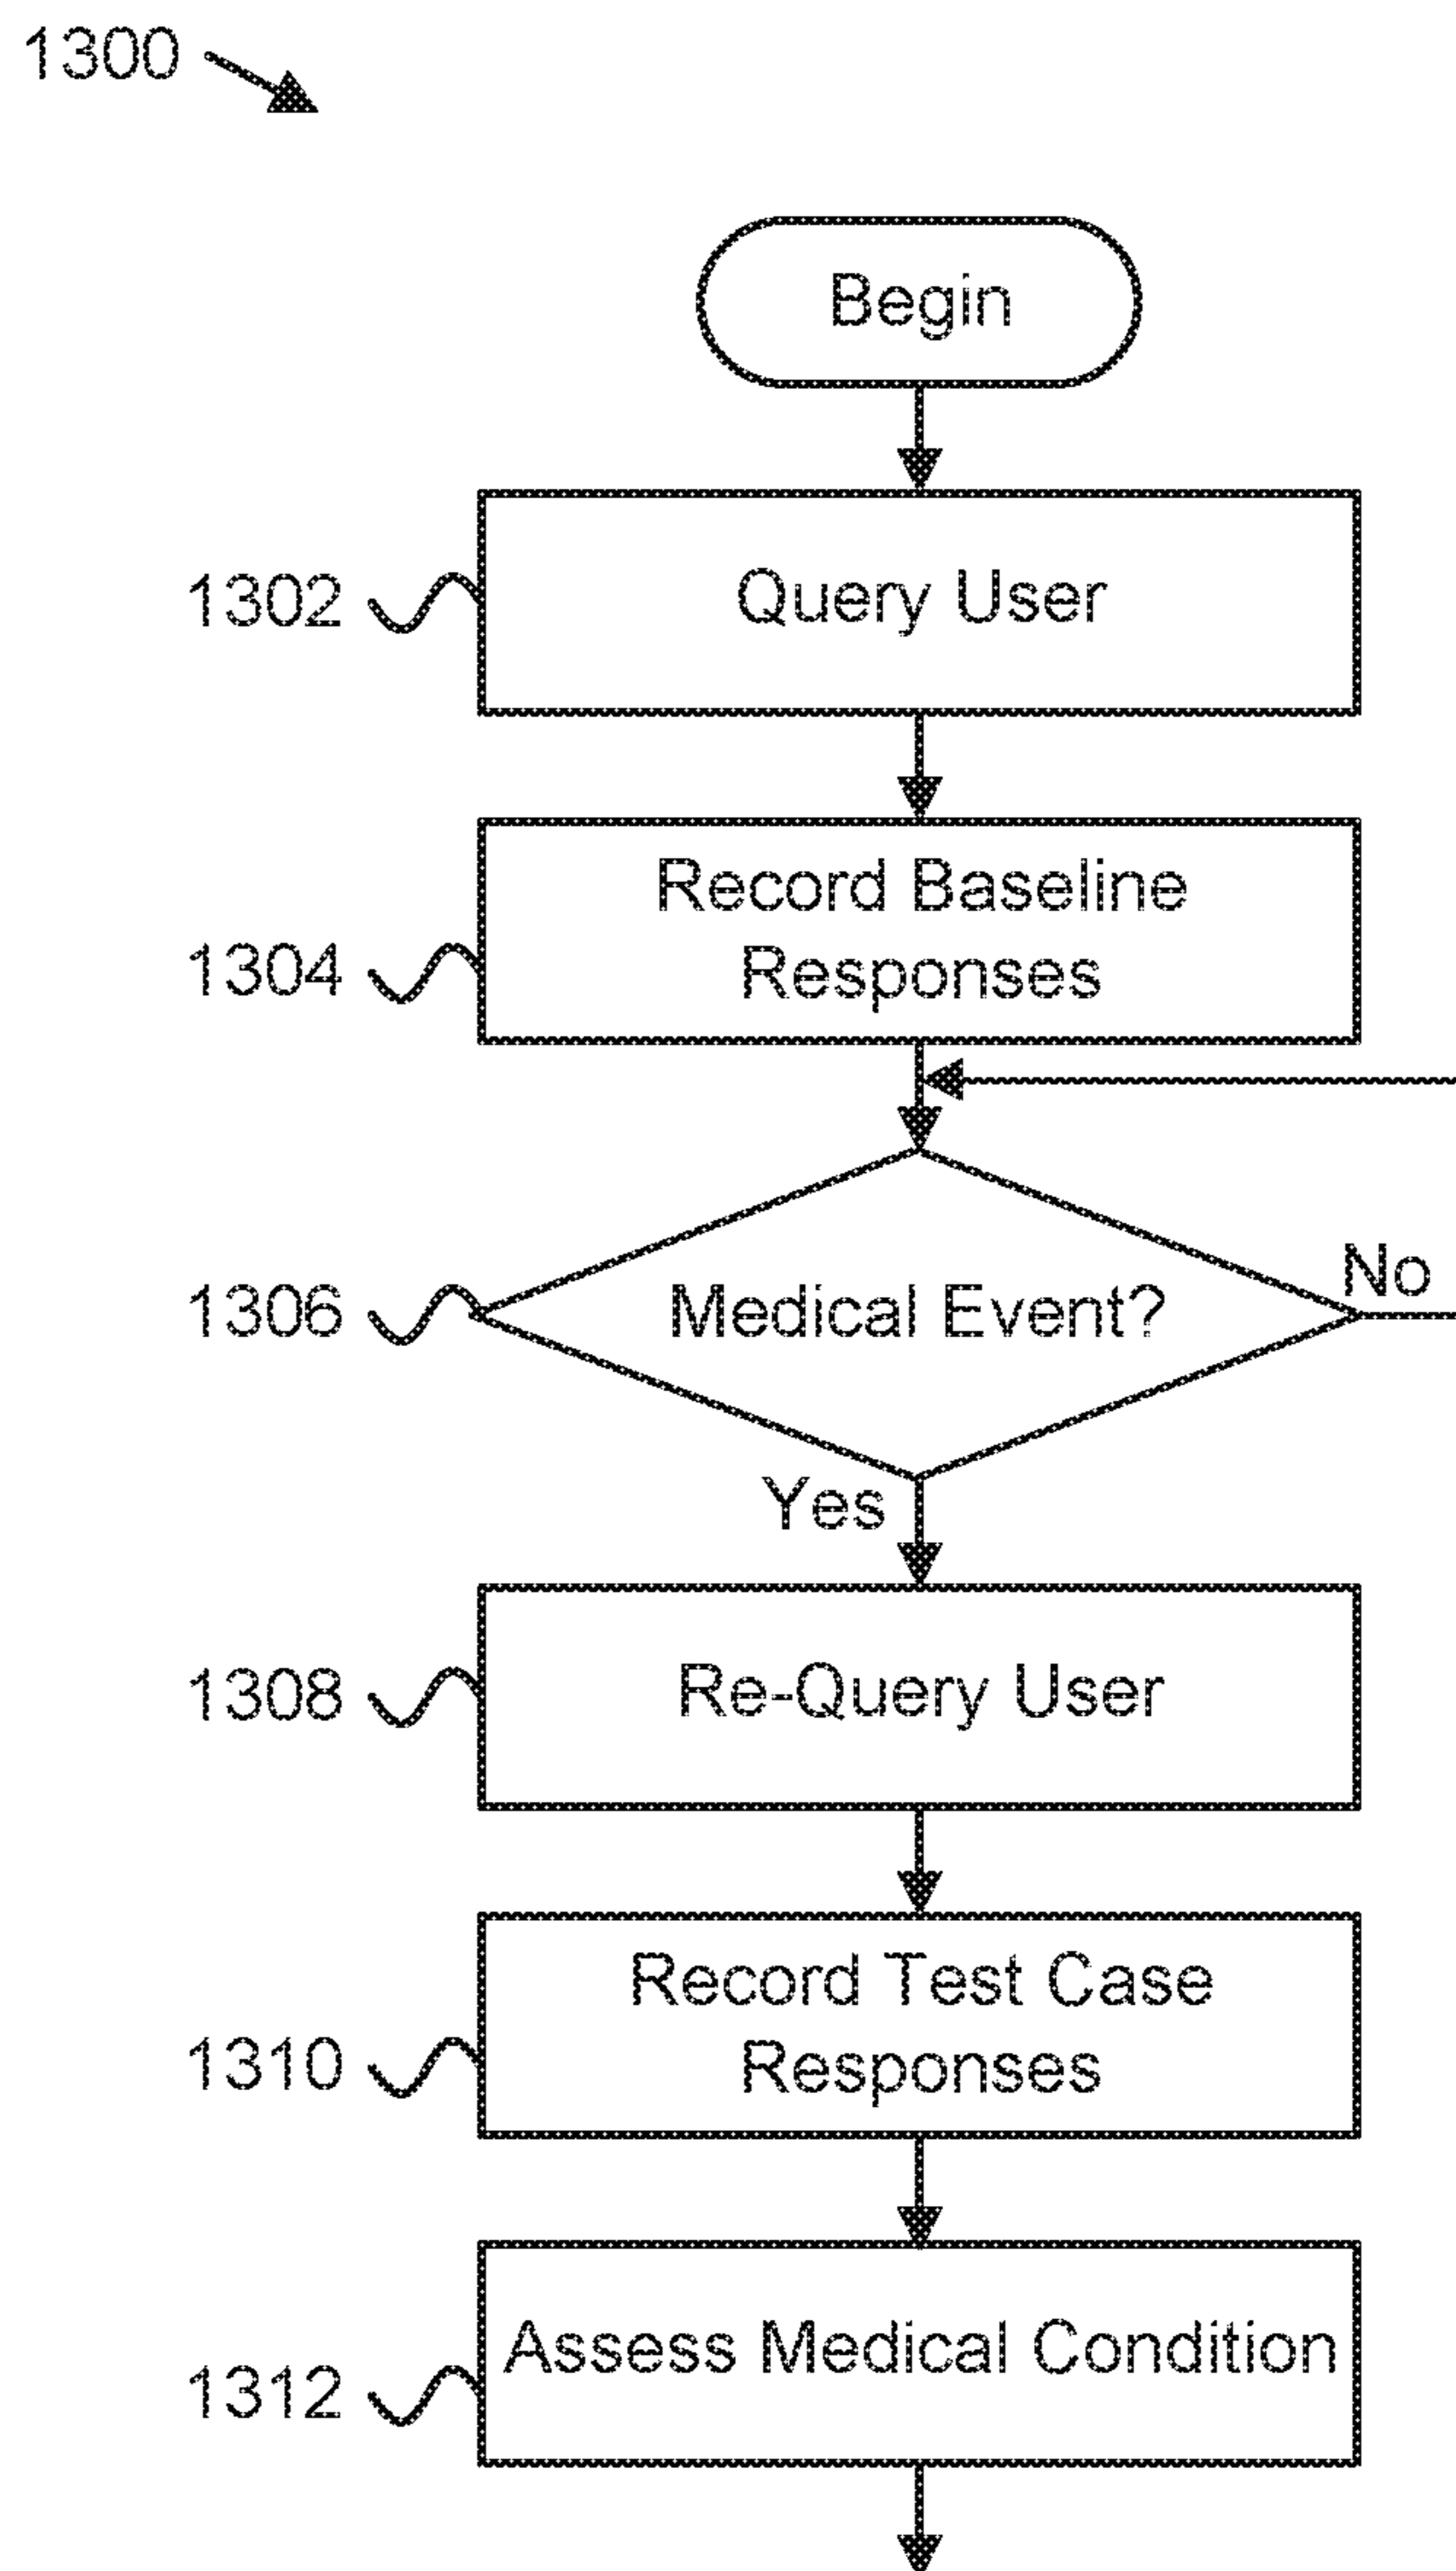 1300
Begin
1302
Query User
Record Baseline
1304
Responses
No
1306
Medical Event?
Yes
1308
Re-Query User
Record Test Case
1310
Responses
Assess Medical Condition
1312